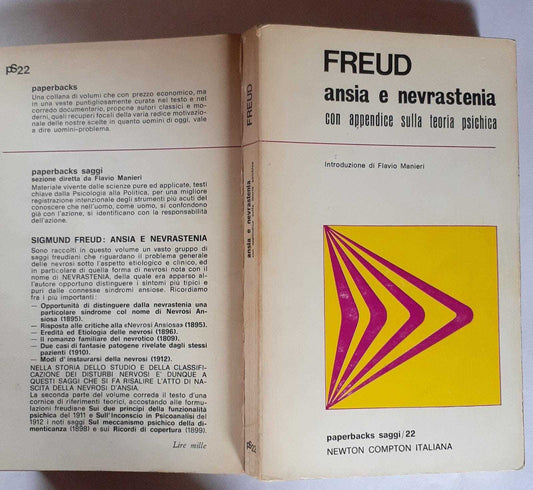 pS22
paperbacks
Una collana di volumi che con prezzo economico, ma
in una veste puntigliosamente curata nel testo e nel
corredo documentario, propone autori classici e mo-
derni, quali recuperi focali della varia radice motivazio-
nale delle nostre scelte in quanto uomini di oggi, vale
a dire uomini-problema.
paperbacks saggi
sezione diretta da Flavio Manieri
Materiale vivente dalle scienze pure ed applicate, testi
chiave dalla Psicologia alla Politica, per una migliore
registrazione intenzionale degli strumenti più acuti del
conoscere che nell'uomo, come uomo, si confondono
già con l'azione, si identificano con la responsabilità
dell'azione.
SIGMUND FREUD: ANSIA E NEVRASTENIA
Sono raccolti in questo volume un vasto gruppo di
saggi freudiani che riguardano il problema generale
delle nevrosi sotto l'aspetto etiologico e clinico, ed
in particolare di quella forma di nevrosi note con il
nome di NEVRASTENIA, della quale era apparso al-
l'autore opportuno distinguere i sintomi più tipici e
puri dalle connesse sindromi ansiose. Ricordiamo
fra i più importanti:
— Opportunità di distinguere dalla nevrastenia una
particolare sindrome col nome di Nevrosi An-
siosa (1895).
— Risposta alle critiche alla «Nevrosi Ansiosa» (1895).
— Eredità ed Etiologia delle nevrosi (1896).
— Il romanzo familiare del nevrotico (1809).
— Due casi di fantasie patogene rivelate dagli stessi
pazienti (1910).
— Modi d'instaurarsi della nevrosi (1912).
NELLA STORIA DELLO STUDIO E DELLA CLASSIFI-
CAZIONE DEI DISTURBI NERVOSI E' DUNQUE A
QUESTI SAGGI CHE SI FA RISALIRE L'ATTO DI NA-
SCITA DELLA NEVROSI D'ANSIA.
La seconda parte del volume correda il testo d'una
cornice di riferimenti teorici, accostando alle formula-
zioni freudiane Sui due principi della funzionalità
psichica del 1911 e Sull'Inconscio in Psicoanalisi del
1912 i noti saggi Sul meccanismo psichico della di-
menticanza (1898) e sui Ricordi di copertura (1899).
Lire mille
FREUD
ansia e nevrastenia
con appendice sulla teoria psichica
pS22
FREUD
ansia e nevrastenia
con appendice sulla teoria psichica
Introduzione di Flavio Manieri
paperbacks saggi/22
NEWTON COMPTON ITALIANA